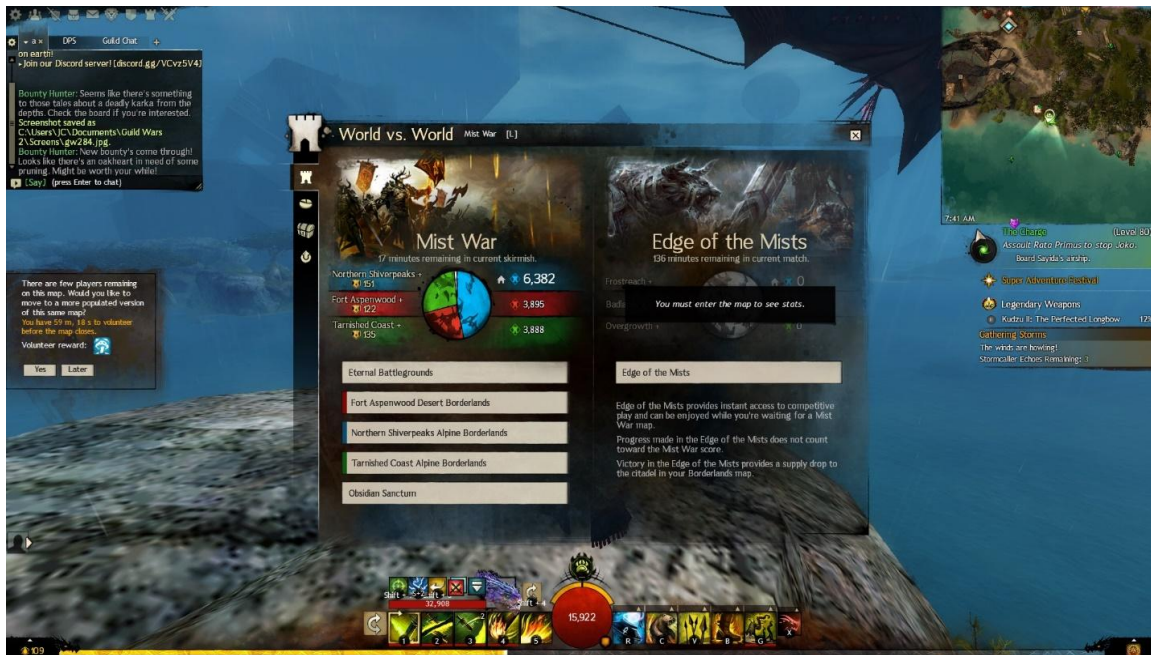 a ×
DPS
Guild Chat
+
on earth!
▸Join our Discord server! [discord.gg/VCvz5V4]
Bounty Hunter: Seems like there's something
to those tales about a deadly karka from the
depths. Check the board if you're interested.
Screenshot saved as
C:\Users\JC\Documents\Guild Wars
2\Screens\gw284.jpg.
Bounty Hunter: New bounty's come through!
Looks like there's an oakheart in need of some
pruning. Might be worth your while!
[Say] (press Enter to chat)
There are few players remaining
on this map. Would you like to
move to a more populated version
of this same map?
You have 59 m, 18 s to volunteer
before the map closes.
Volunteer reward:
Yes
Later
World vs. World Mist War [L]
Mist War
17 minutes remaining in current skirmish.
Northern Shiverpeaks +
151
6,382
Fort Aspenwood +
122
3,895
Tarnished Coast +
135
3,888
Eternal Battlegrounds
Fort Aspenwood Desert Borderlands
Northern Shiverpeaks Alpine Borderlands
Tarnished Coast Alpine Borderlands
Obsidian Sanctum
Edge of the Mists
136 minutes remaining in current match.
Frostreach +
0
You must enter the map to see stats.
Overgrowth +
0
Edge of the Mists
Edge of the Mists provides instant access to competitive
play and can be enjoyed while you're waiting for a Mist
War map.
Progress made in the Edge of the Mists does not count
toward the Mist War score.
Victory in the Edge of the Mists provides a supply drop to
the citadel in your Borderlands map.
7:41 AM
The Charge (Level 80)
Assault Rata Primus to stop Joko.
Board Sayida's airship.
Super Adventure Festival
Legendary Weapons
Kudzu II: The Perfected Longbow
Gathering Storms
The winds are howling!
Stormcaller Echoes Remaining: 3
32,908
Shift + 4
15,922
1 2 3 4 5
R C V B G X
109